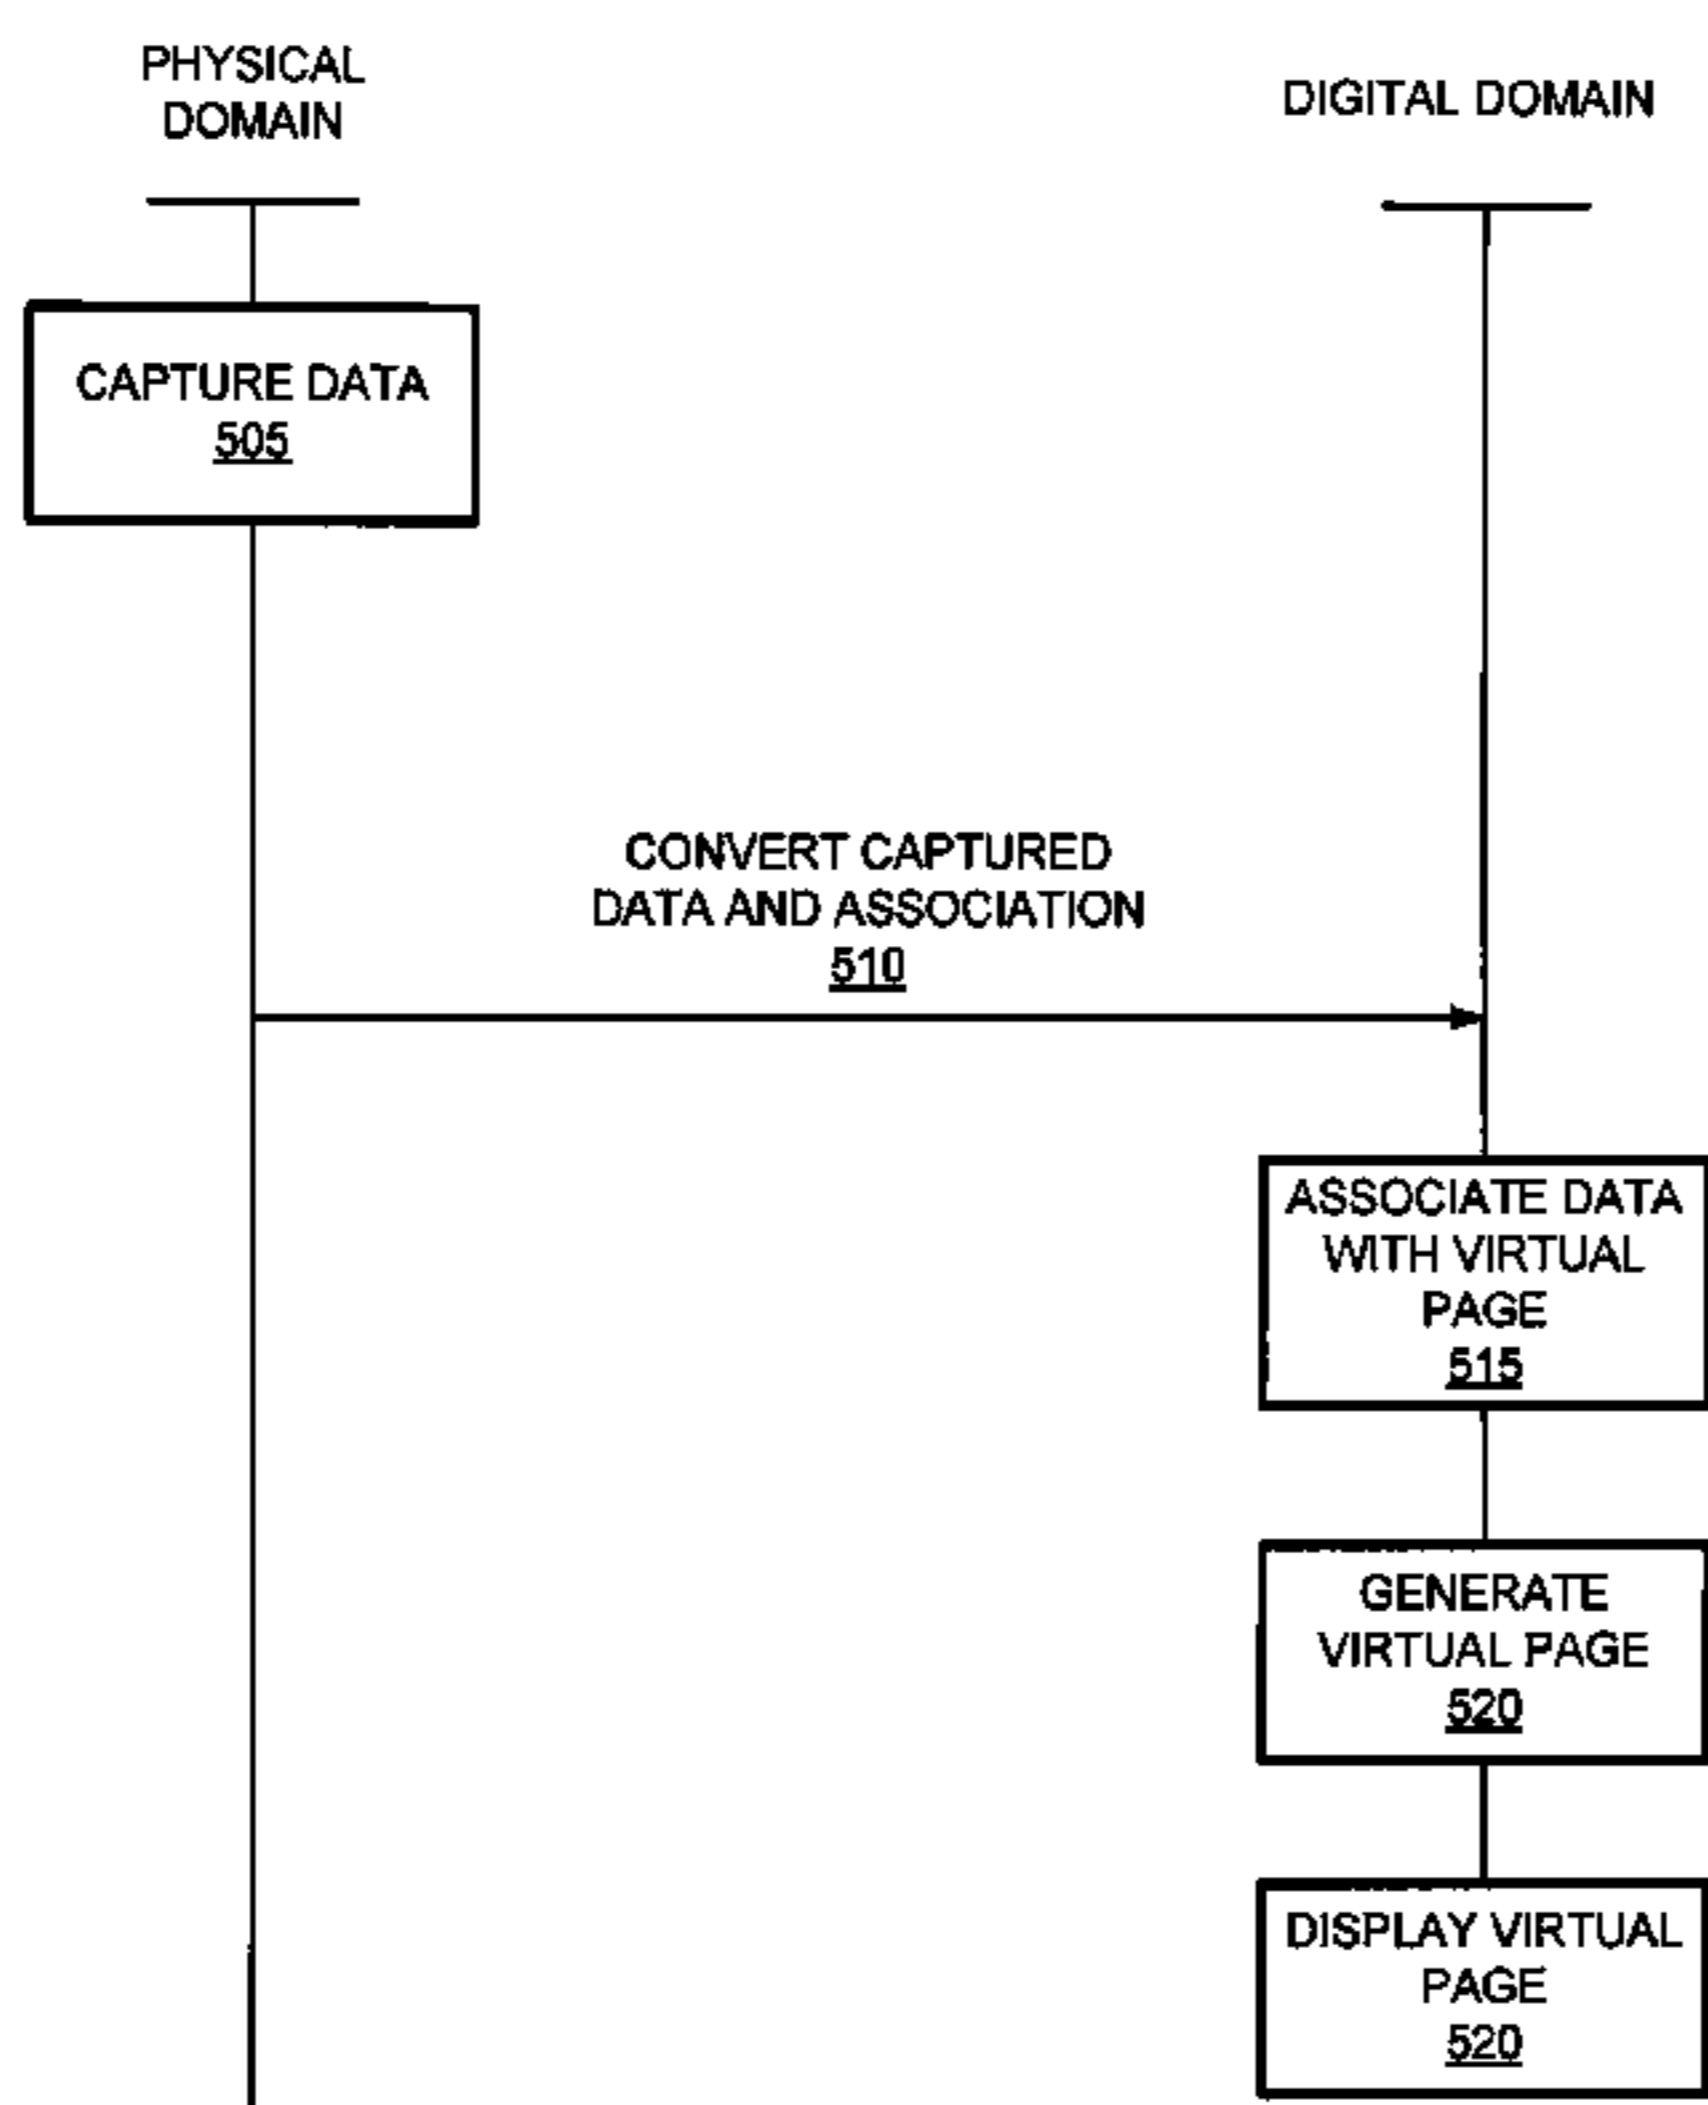 PHYSICAL
DOMAIN
DIGITAL DOMAIN
CAPTURE DATA
505
CONVERT CAPTURED
DATA AND ASSOCIATION
510
ASSOCIATE DATA
WITH VIRTUAL
PAGE
515
GENERATE
VIRTUAL PAGE
520
DISPLAY VIRTUAL
PAGE
520